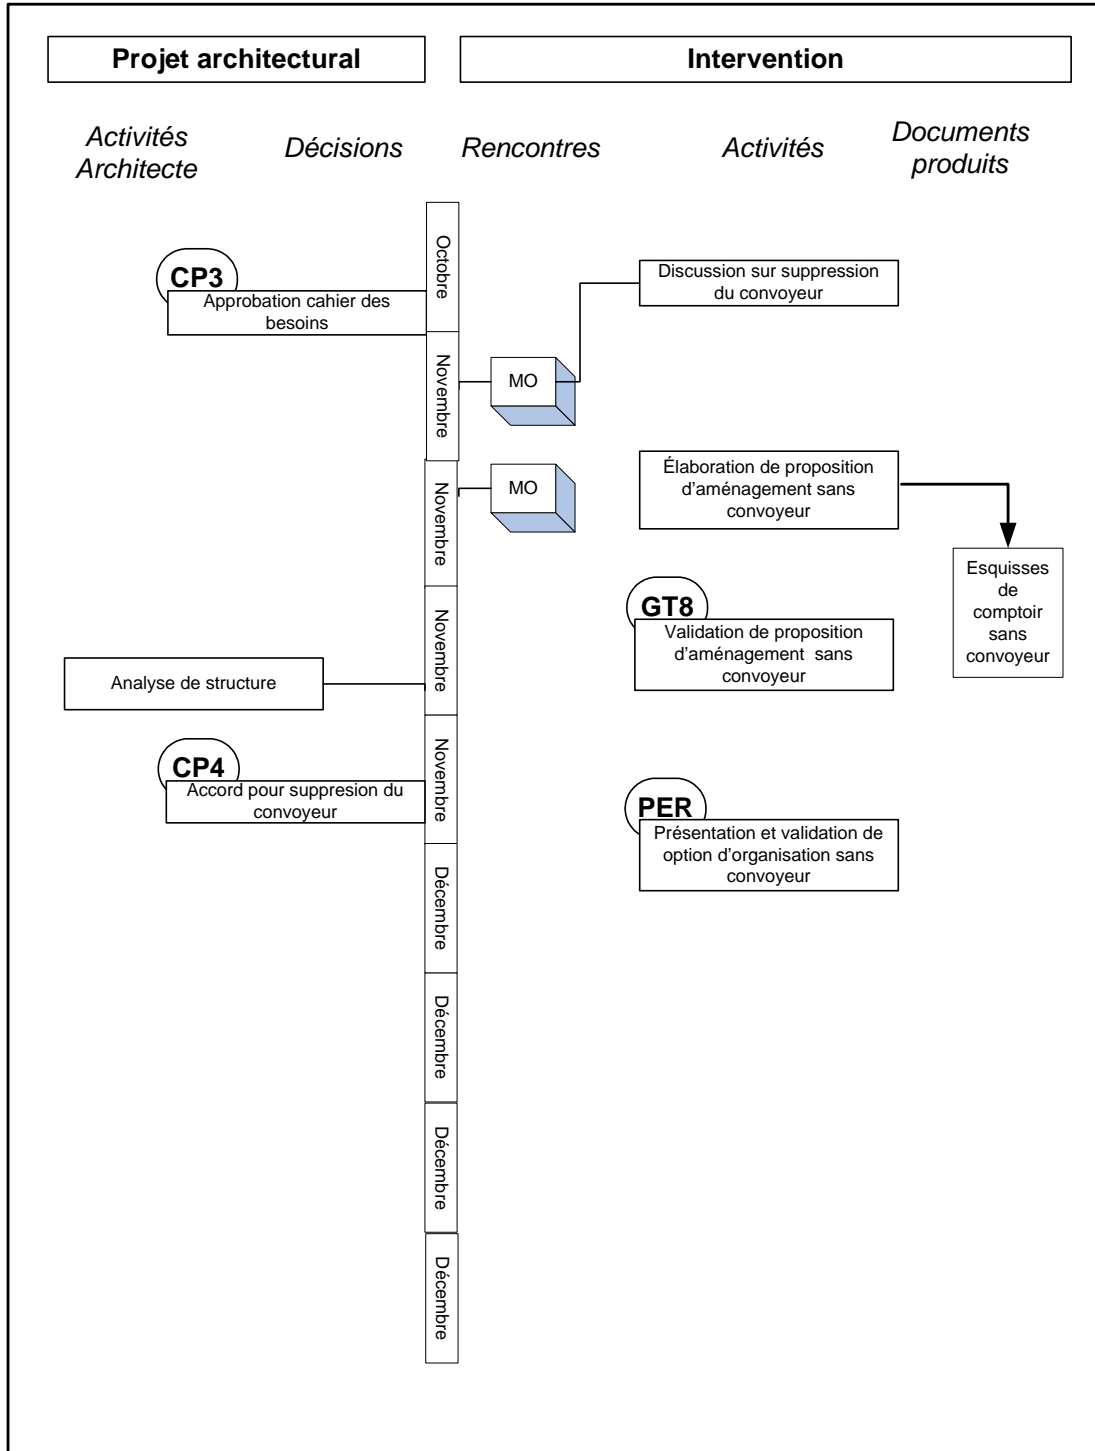 Projet architectural
Intervention
Activités
Architecte
Décisions
Rencontres
Activités
Documents
produits
Octobre
CP3
Approbation cahier des
besoins
Discussion sur suppression
du convoyeur
Novembre
MO
Novembre
MO
Élaboration de proposition
d'aménagement sans
convoyeur
Esquisses
de
comptoir
sans
convoyeur
Novembre
GT8
Validation de proposition
d'aménagement sans
convoyeur
Analyse de structure
Novembre
CP4
Accord pour suppresion du
convoyeur
PER
Présentation et validation de
option d'organisation sans
convoyeur
Décembre
Décembre
Décembre
Décembre